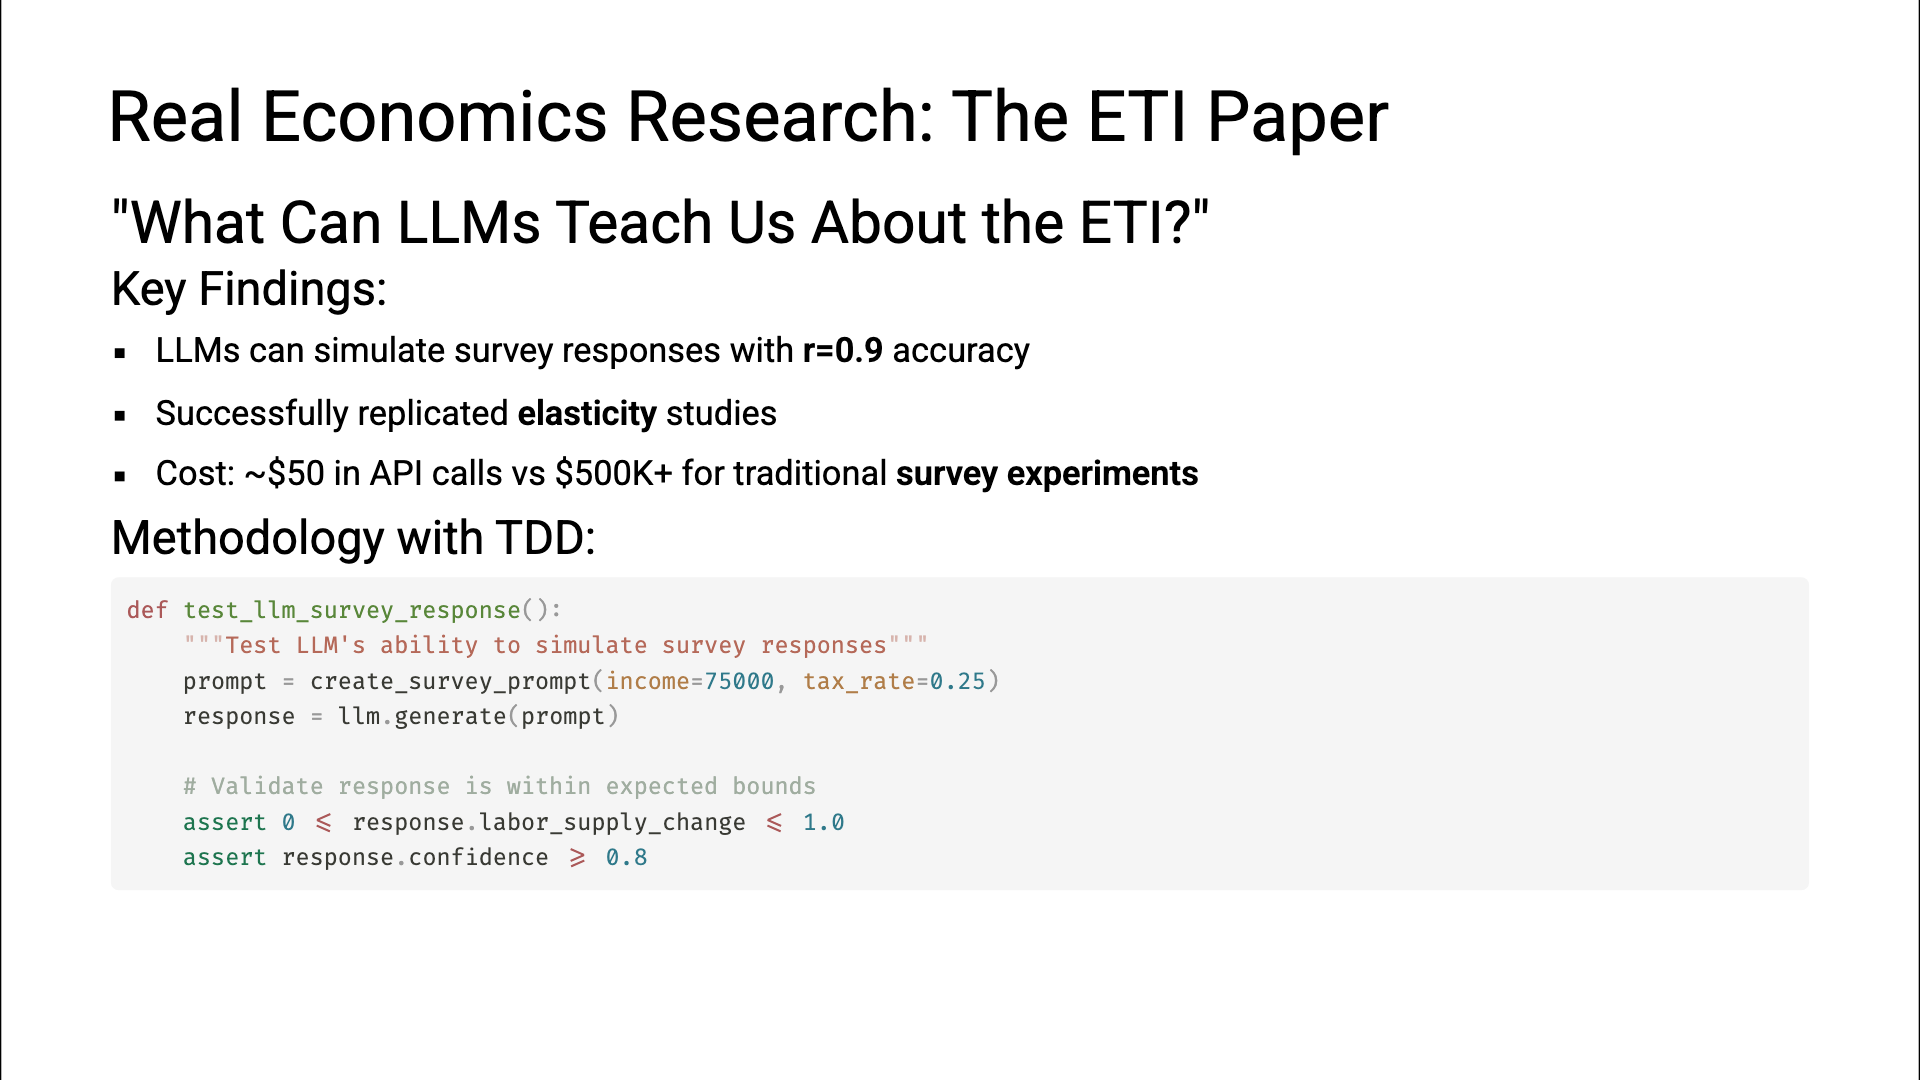 Real Economics Research: The ETI Paper
"What Can LLMs Teach Us About the ETI?"
Key Findings:
▪ LLMs can simulate survey responses with r=0.9 accuracy
▪ Successfully replicated elasticity studies
▪ Cost: ~$50 in API calls vs $500K+ for traditional survey experiments
Methodology with TDD:
def test_llm_survey_response():
    """Test LLM's ability to simulate survey responses"""
    prompt = create_survey_prompt(income=75000, tax_rate=0.25)
    response = llm.generate(prompt)

    # Validate response is within expected bounds
    assert 0 <= response.labor_supply_change <= 1.0
    assert response.confidence >= 0.8